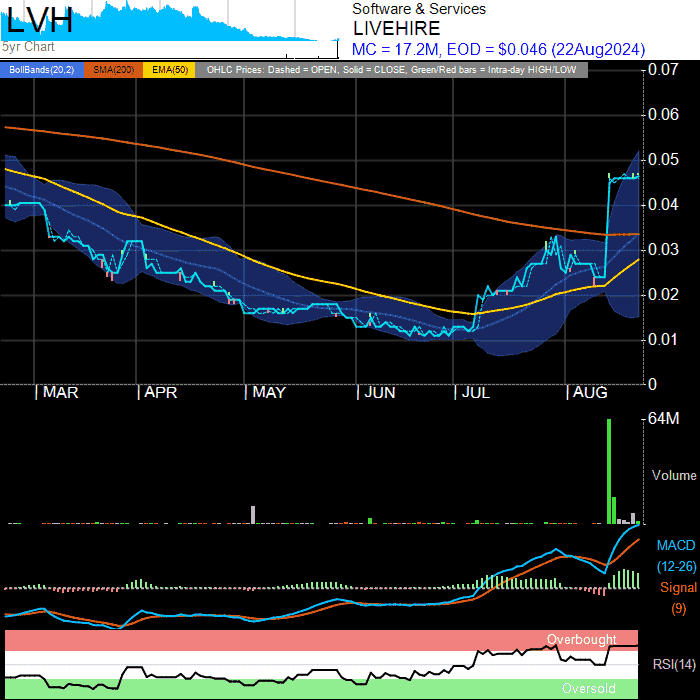 LVH
5yr Chart
Software & Services
LIVEHIRE
MC = 17.2M, EOD = $0.046 (22Aug2024)
BollBands(20,2) SMA(200) EMA(50) OHLC Prices: Dashed = OPEN, Solid = CLOSE, Green/Red bars = Intra-day HIGH/LOW
0.07
0.06
0.05
0.04
0.03
0.02
0.01
0
| MAR | APR | MAY | JUN | JUL | AUG
64M
Volume
MACD
(12-26)
Signal
(9)
Overbought
RSI(14)
Oversold